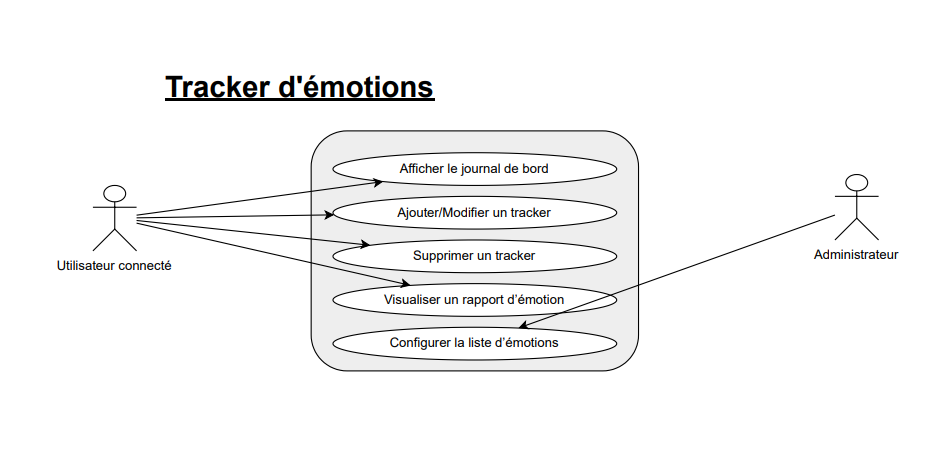 Tracker d'émotions
Afficher le journal de bord
Ajouter/Modifier un tracker
Supprimer un tracker
Visualiser un rapport d’émotion
Configurer la liste d’émotions
Utilisateur connecté
Administrateur